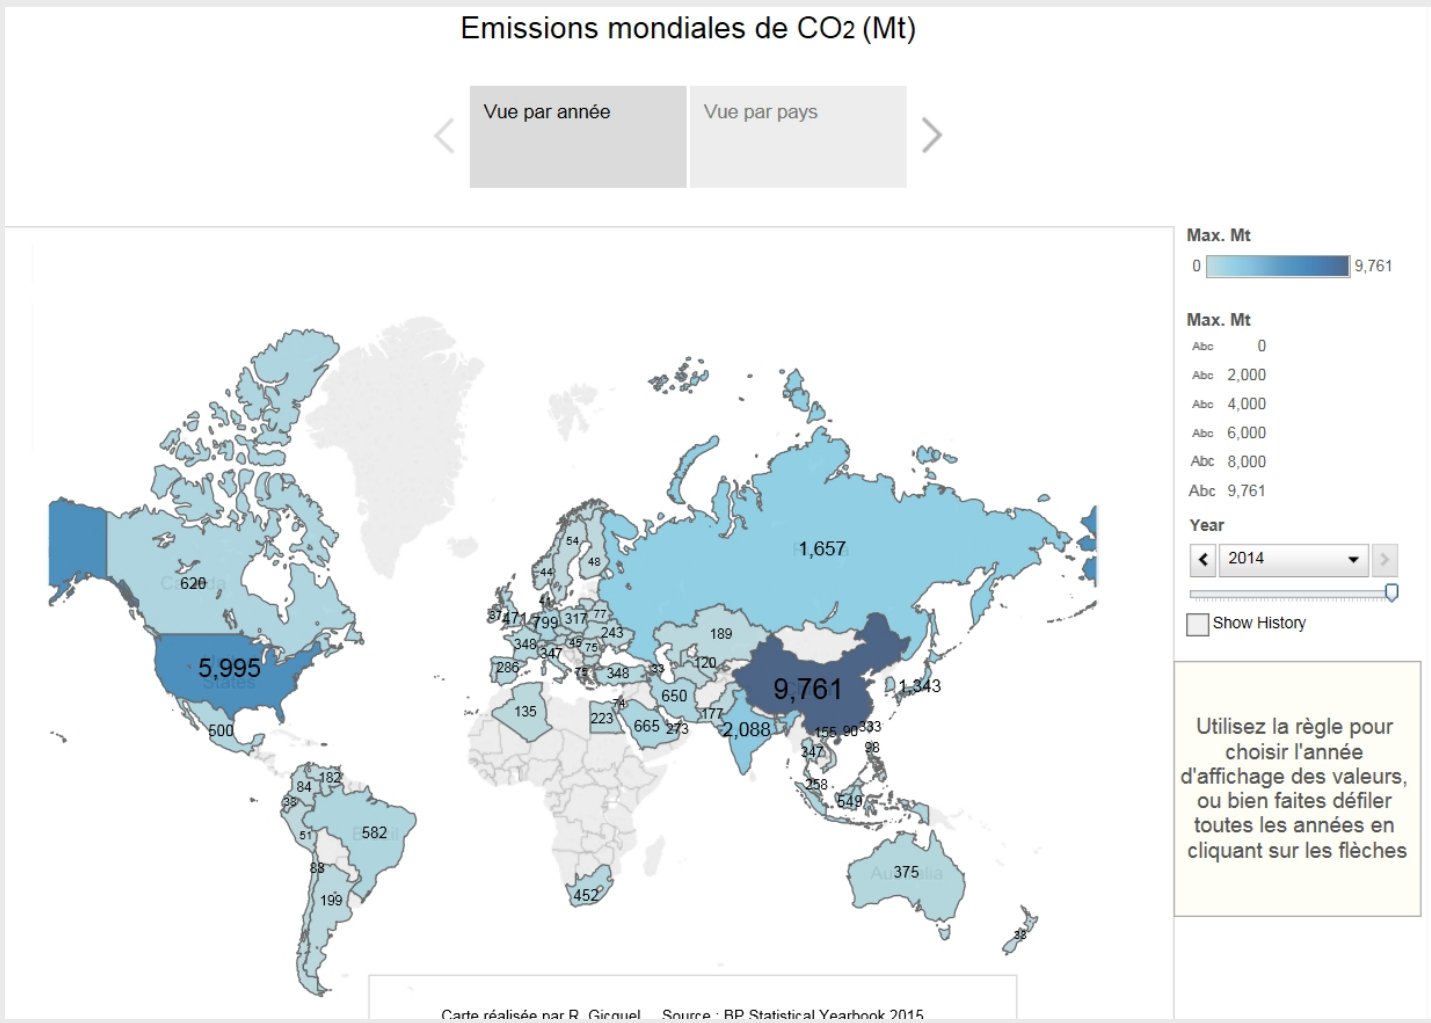 Emissions mondiales de CO2 (Mt)
Vue par année
Vue par pays
Max. Mt
0 9,761
Max. Mt
Abc 0
Abc 2,000
Abc 4,000
Abc 6,000
Abc 8,000
Abc 9,761
Year
2014
Show History
Utilisez la règle pour
choisir l'année
d'affichage des valeurs,
ou bien faites défiler
toutes les années en
cliquant sur les flèches
54
1,657
48
44
620
37 471 799 317 77
243
189
348 347 45 75
5,995
286
75 348 33 120
9,761
1,343
650
74
135
223
665 273
177
2,088
500
155 90 333
347
98
182
84
38
258
549
51
582
88
375
452
199
38
Carte réalisée par R. Gicquel Source : BP Statistical Yearbook 2015